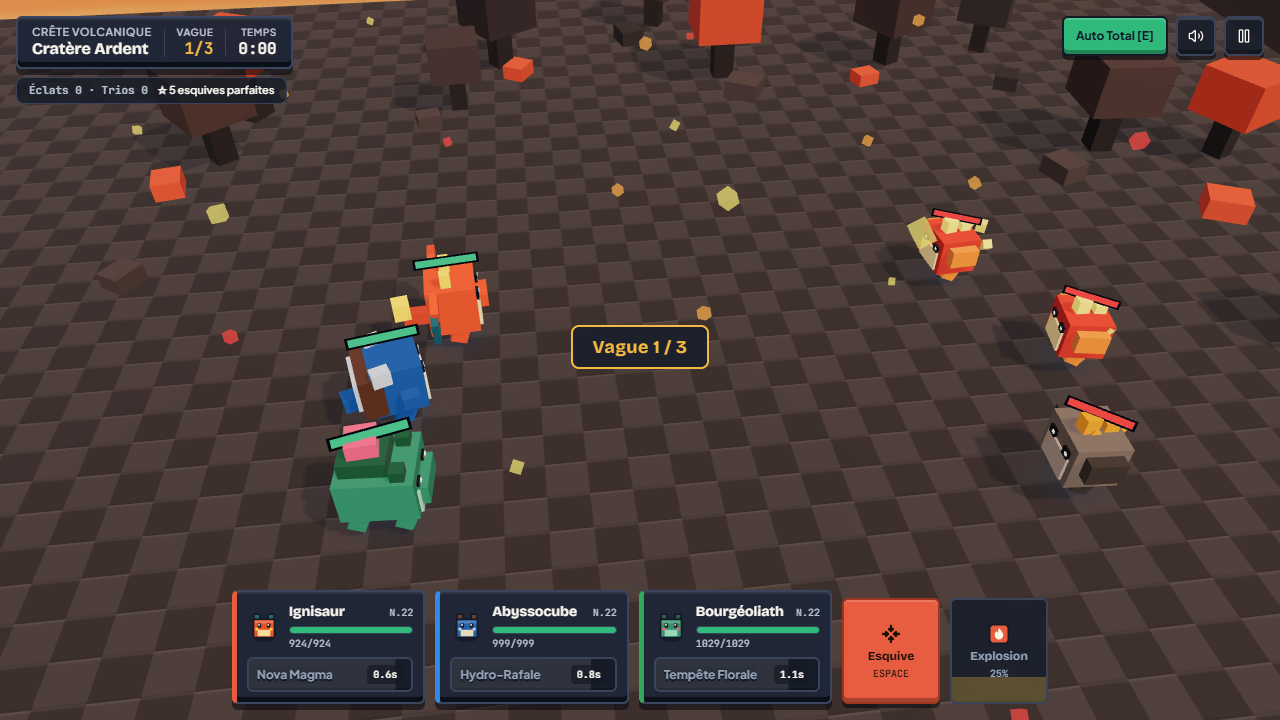 CRÊTE VOLCANIQUE
Cratère Ardent
VAGUE
1/3
TEMPS
0:00
Éclats 0 · Trios 0 ★ 5 esquives parfaites
Auto Total [E]
Vague 1 / 3
Ignisaur N.22
924/924
Nova Magma 0.6s
Abyssocube N.22
999/999
Hydro-Rafale 0.8s
Bourgéoliath N.22
1029/1029
Tempête Florale 1.1s
Esquive
ESPACE
Explosion
25%